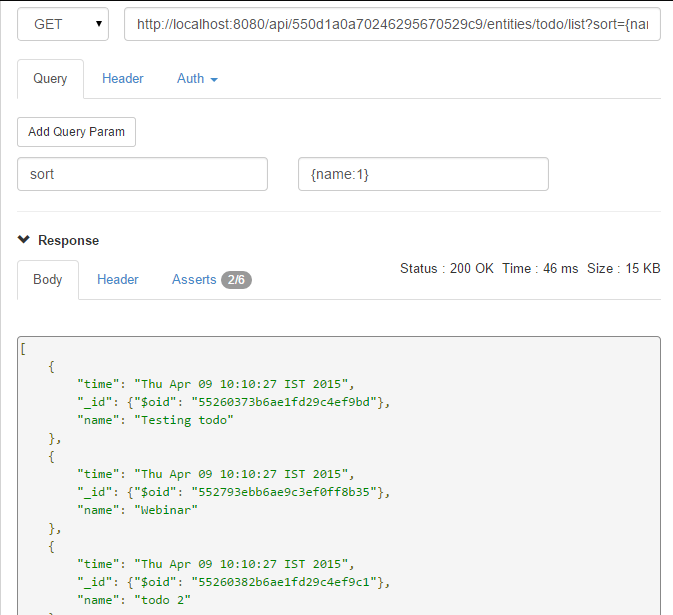 GET http://localhost:8080/api/550d1a0a70246295670529c9/entities/todo/list?sort={nar
Query Header Auth
Add Query Param
sort {name:1}
Response
Body Header Asserts 2/6 Status : 200 OK Time : 46 ms Size : 15 KB
[
{
"time": "Thu Apr 09 10:10:27 IST 2015",
"_id": {"$oid": "55260373b6ae1fd29c4ef9bd"},
"name": "Testing todo"
},
{
"time": "Thu Apr 09 10:10:27 IST 2015",
"_id": {"$oid": "552793ebb6ae9c3ef0ff8b35"},
"name": "Webinar"
},
{
"time": "Thu Apr 09 10:10:27 IST 2015",
"_id": {"$oid": "55260382b6ae1fd29c4ef9c1"},
"name": "todo 2"